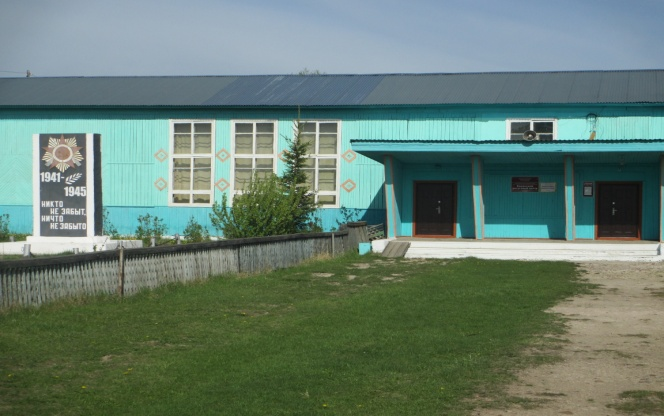 1941-
1945
НИКТО
НЕ ЗАБЫТ,
НИЧТО
НЕ ЗАБЫТО